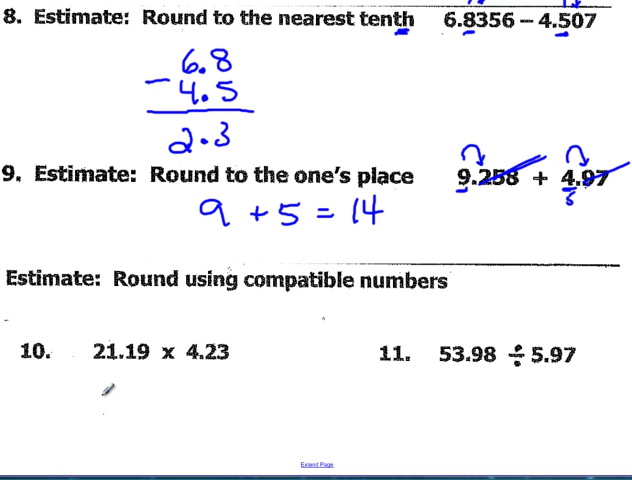 8. Estimate: Round to the nearest tenth 6.8356 – 4.507
6.8
– 4.5
2.3
9. Estimate: Round to the one's place 9.258 + 4.97
5
9 + 5 = 14
Estimate: Round using compatible numbers
10. 21.19 x 4.23 11. 53.98 ÷ 5.97
Extend Page